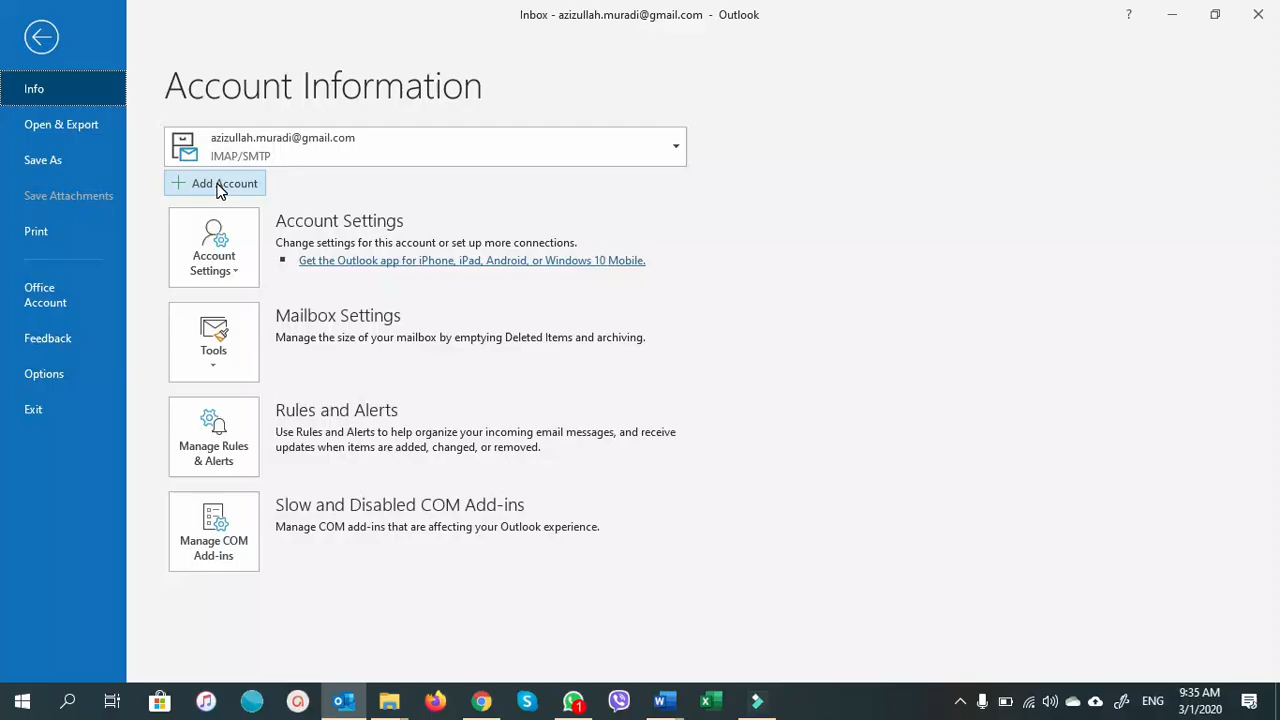 Inbox - azizullah.muradi@gmail.com - Outlook
?
Info
Open & Export
Save As
Save Attachments
Print
Office
Account
Feedback
Options
Exit
Account Information
azizullah.muradi@gmail.com
IMAP/SMTP
Add Account
Account
Settings
Account Settings
Change settings for this account or set up more connections.
Get the Outlook app for iPhone, iPad, Android, or Windows 10 Mobile.
Tools
Mailbox Settings
Manage the size of your mailbox by emptying Deleted Items and archiving.
Manage Rules
& Alerts
Rules and Alerts
Use Rules and Alerts to help organize your incoming email messages, and receive
updates when items are added, changed, or removed.
Manage COM
Add-ins
Slow and Disabled COM Add-ins
Manage COM add-ins that are affecting your Outlook experience.
1
ENG
9:35 AM
3/1/2020